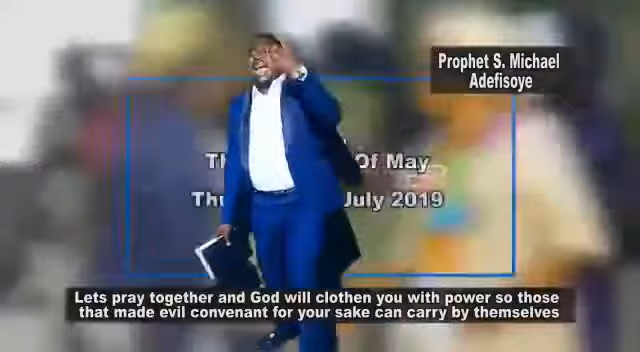 Prophet S. Michael
Adefisoye
Of May
July 2019
Lets pray together and God will clothen you with power so those
that made evil convenant for your sake can carry by themselves